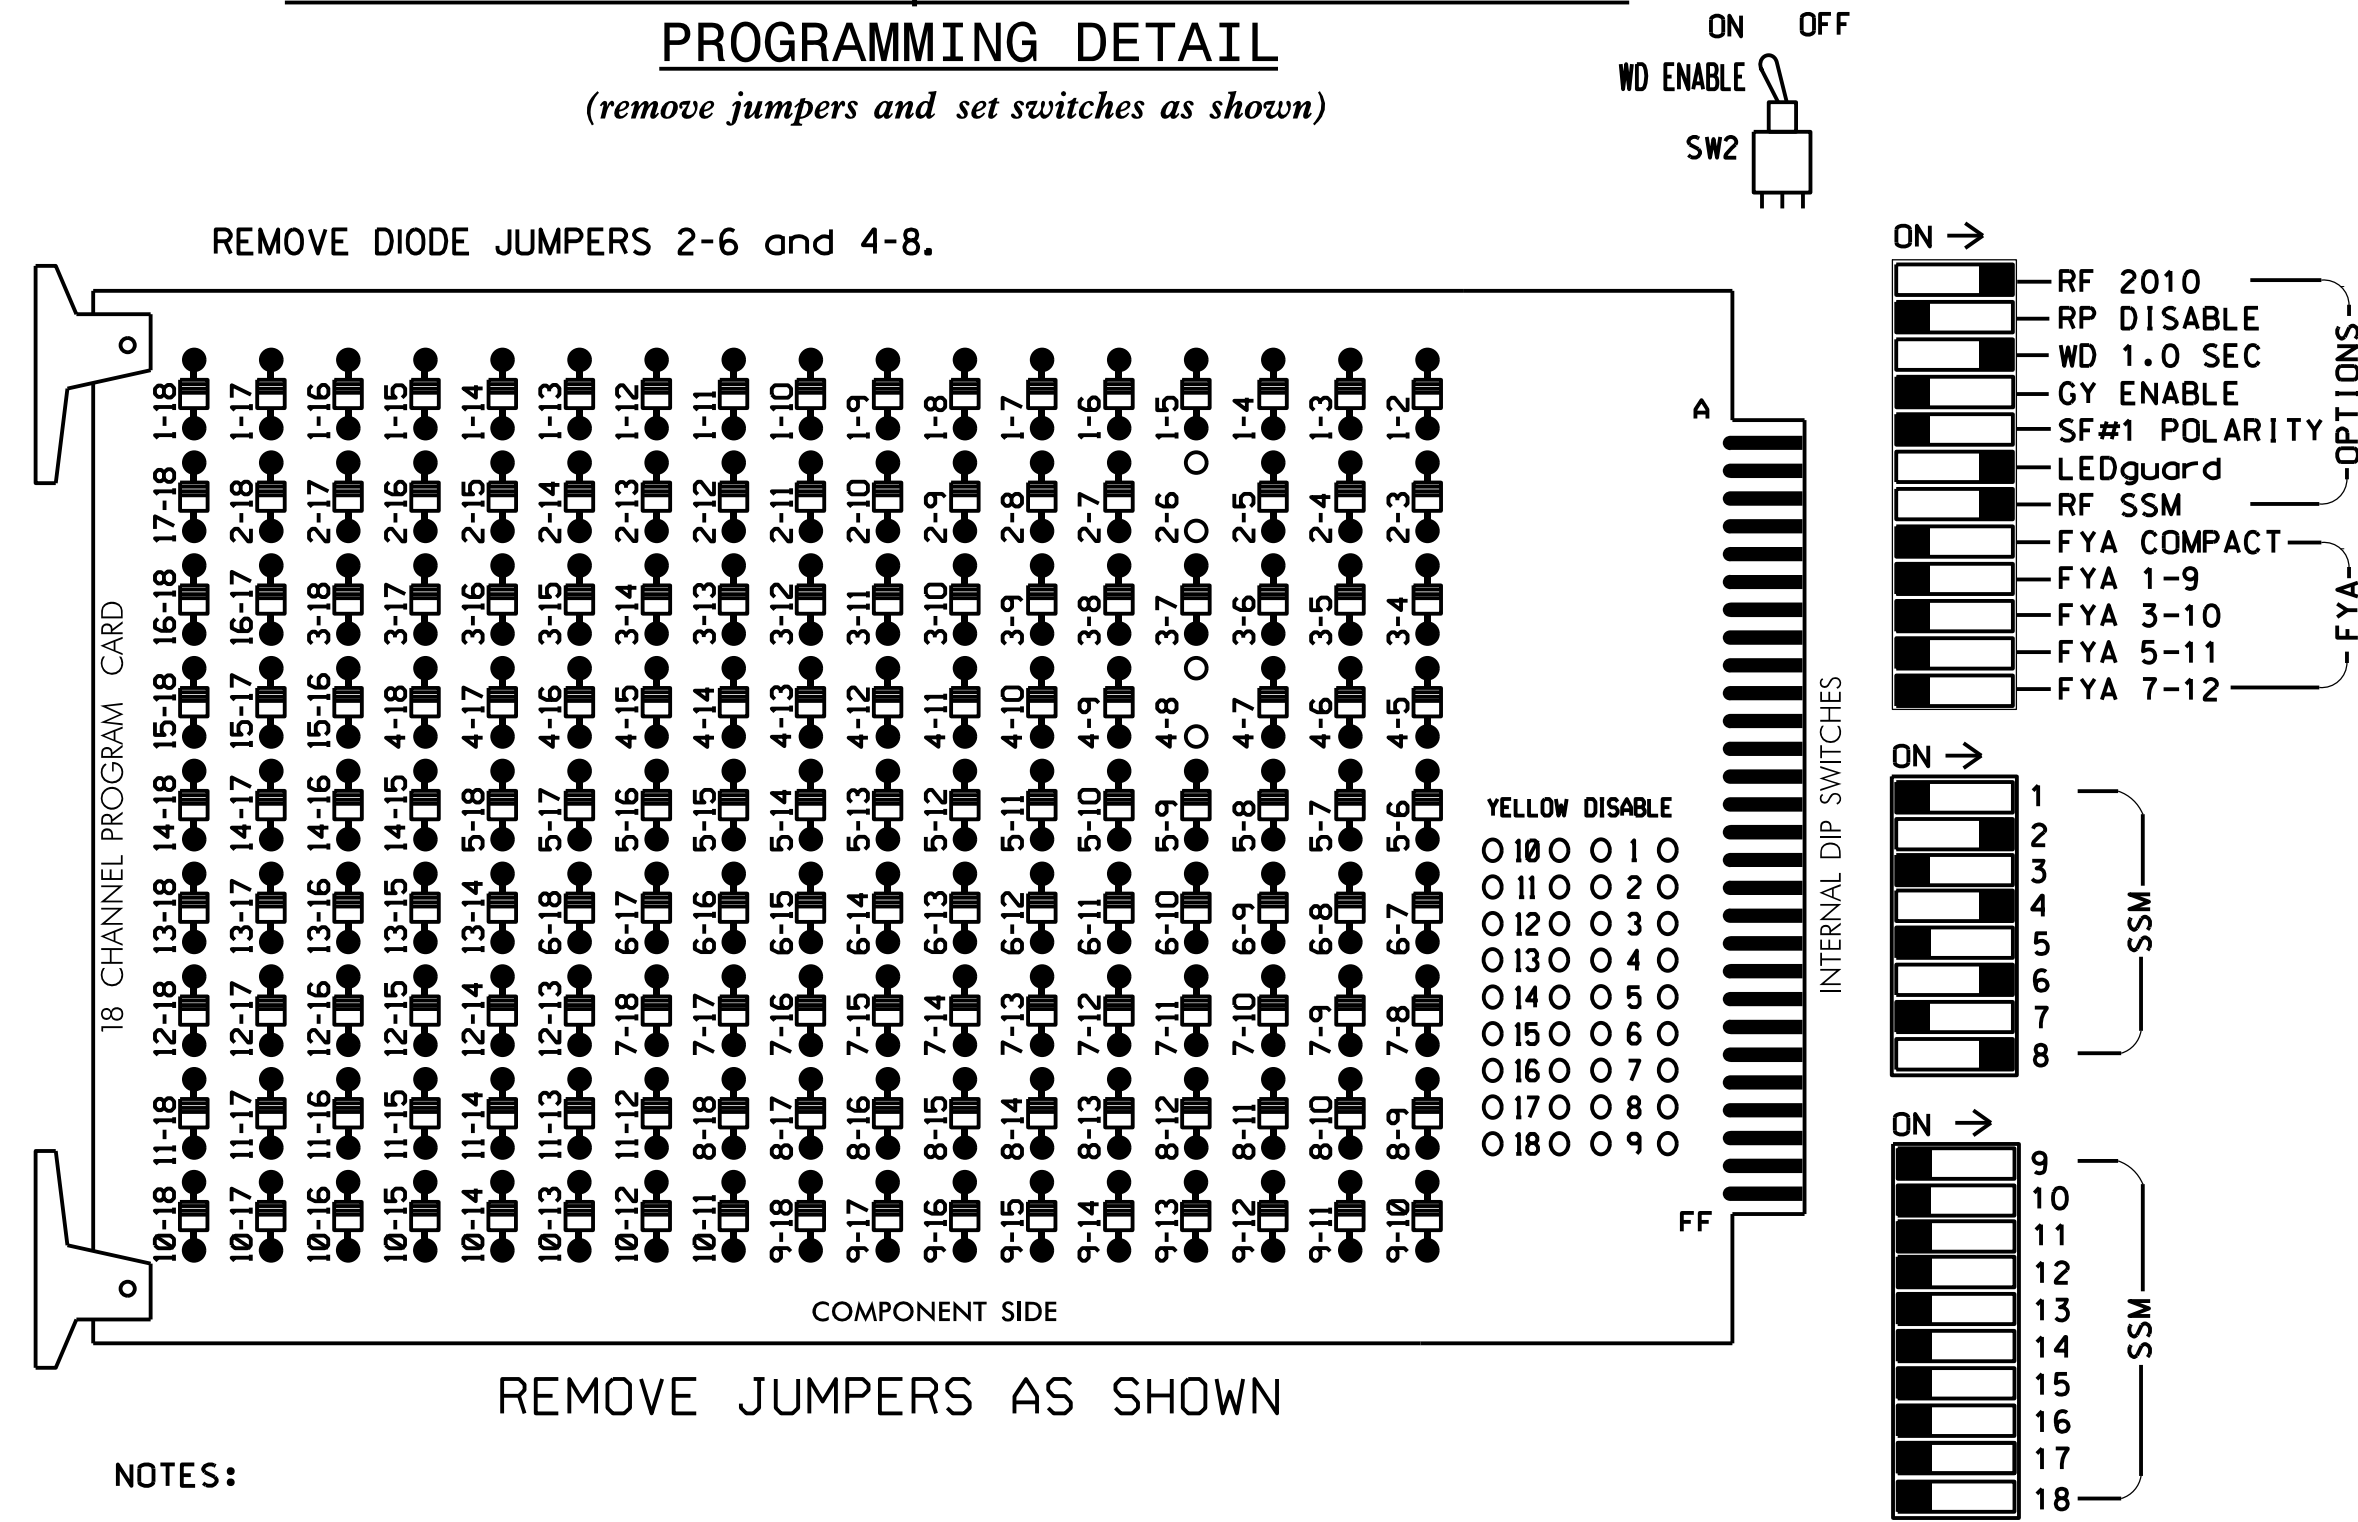 PROGRAMMING DETAIL
(remove jumpers and set switches as shown)
ON OFF
WD ENABLE
SW2
REMOVE DIODE JUMPERS 2-6 and 4-8.
18 CHANNEL PROGRAM CARD
1-18 1-17 1-16 1-15 1-14 1-13 1-12 1-11 1-10 1-9 1-8 1-7 1-6 1-5 1-4 1-3 1-2
17-18 2-18 2-17 2-16 2-15 2-14 2-13 2-12 2-11 2-10 2-9 2-8 2-7 2-6 2-5 2-4 2-3
16-18 16-17 3-18 3-17 3-16 3-15 3-14 3-13 3-12 3-11 3-10 3-9 3-8 3-7 3-6 3-5 3-4
15-18 15-17 15-16 4-18 4-17 4-16 4-15 4-14 4-13 4-12 4-11 4-10 4-9 4-8 4-7 4-6 4-5
14-18 14-17 14-16 14-15 5-18 5-17 5-16 5-15 5-14 5-13 5-12 5-11 5-10 5-9 5-8 5-7 5-6
13-18 13-17 13-16 13-15 13-14 6-18 6-17 6-16 6-15 6-14 6-13 6-12 6-11 6-10 6-9 6-8 6-7
12-18 12-17 12-16 12-15 12-14 12-13 7-18 7-17 7-16 7-15 7-14 7-13 7-12 7-11 7-10 7-9 7-8
11-18 11-17 11-16 11-15 11-14 11-13 11-12 8-18 8-17 8-16 8-15 8-14 8-13 8-12 8-11 8-10 8-9
10-18 10-17 10-16 10-15 10-14 10-13 10-12 10-11 9-18 9-17 9-16 9-15 9-14 9-13 9-12 9-11 9-10
YELLOW DISABLE
10 1
11 2
12 3
13 4
14 5
15 6
16 7
17 8
18 9
A
FF
COMPONENT SIDE
INTERNAL DIP SWITCHES
ON
RF 2010
RP DISABLE
WD 1.0 SEC
GY ENABLE
SF#1 POLARITY
LEDguard
RF SSM
OPTIONS
FYA COMPACT
FYA 1-9
FYA 3-10
FYA 5-11
FYA 7-12
FYA
ON
1
2
3
4
5
6
7
8
SSM
ON
9
10
11
12
13
14
15
16
17
18
SSM
REMOVE JUMPERS AS SHOWN
NOTES: